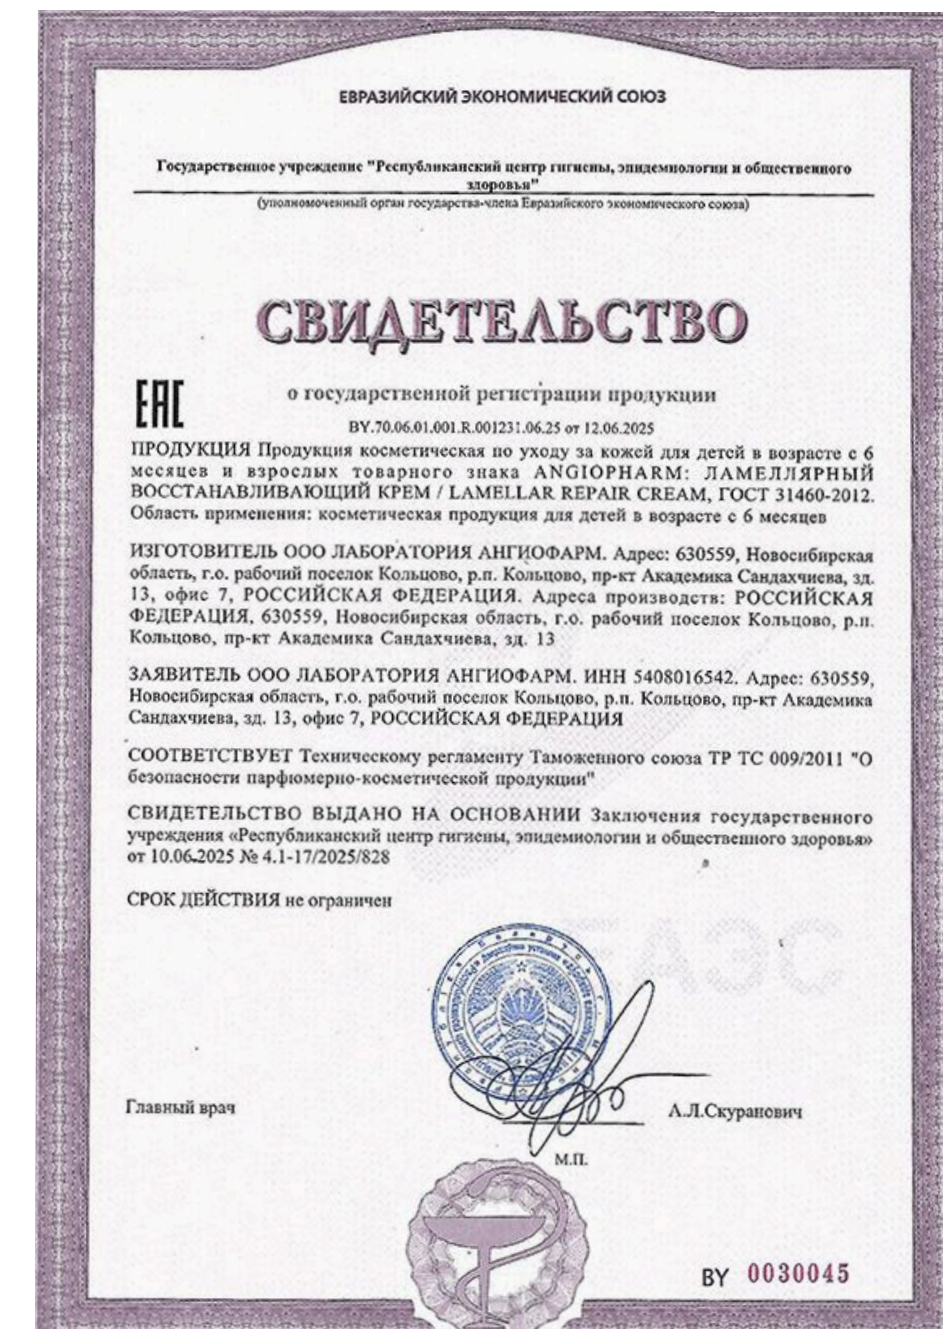 ЕВРАЗИЙСКИЙ ЭКОНОМИЧЕСКИЙ СОЮЗ
Государственное учреждение "Республиканский центр гигиены, эпидемиологии и общественного
здоровья"
(уполномоченный орган государства-члена Евразийского экономического союза)
СВИДЕТЕЛЬСТВО
EAC
о государственной регистрации продукции
BY.70.06.01.001.R.001231.06.25 от 12.06.2025
ПРОДУКЦИЯ Продукция косметическая по уходу за кожей для детей в возрасте с 6
месяцев и взрослых товарного знака ANGIOPHARM: ЛАМЕЛЛЯРНЫЙ
ВОССТАНАВЛИВАЮЩИЙ КРЕМ / LAMELLAR REPAIR CREAM, ГОСТ 31460-2012.
Область применения: косметическая продукция для детей в возрасте с 6 месяцев
ИЗГОТОВИТЕЛЬ ООО ЛАБОРАТОРИЯ АНГИОФАРМ. Адрес: 630559, Новосибирская
область, г.о. рабочий поселок Кольцово, р.п. Кольцово, пр-кт Академика Сандахчиева, зд.
13, офис 7, РОССИЙСКАЯ ФЕДЕРАЦИЯ. Адреса производств: РОССИЙСКАЯ
ФЕДЕРАЦИЯ, 630559, Новосибирская область, г.о. рабочий поселок Кольцово, р.п.
Кольцово, пр-кт Академика Сандахчиева, зд. 13
ЗАЯВИТЕЛЬ ООО ЛАБОРАТОРИЯ АНГИОФАРМ. ИНН 5408016542. Адрес: 630559,
Новосибирская область, г.о. рабочий поселок Кольцово, р.п. Кольцово, пр-кт Академика
Сандахчиева, зд. 13, офис 7, РОССИЙСКАЯ ФЕДЕРАЦИЯ
СООТВЕТСТВУЕТ Техническому регламенту Таможенного союза ТР ТС 009/2011 "О
безопасности парфюмерно-косметической продукции"
СВИДЕТЕЛЬСТВО ВЫДАНО НА ОСНОВАНИИ Заключения государственного
учреждения «Республиканский центр гигиены, эпидемиологии и общественного здоровья»
от 10.06.2025 № 4.1-17/2025/828
СРОК ДЕЙСТВИЯ не ограничен
Главный врач
А.Л.Скуранович
М.П.
BY 0030045